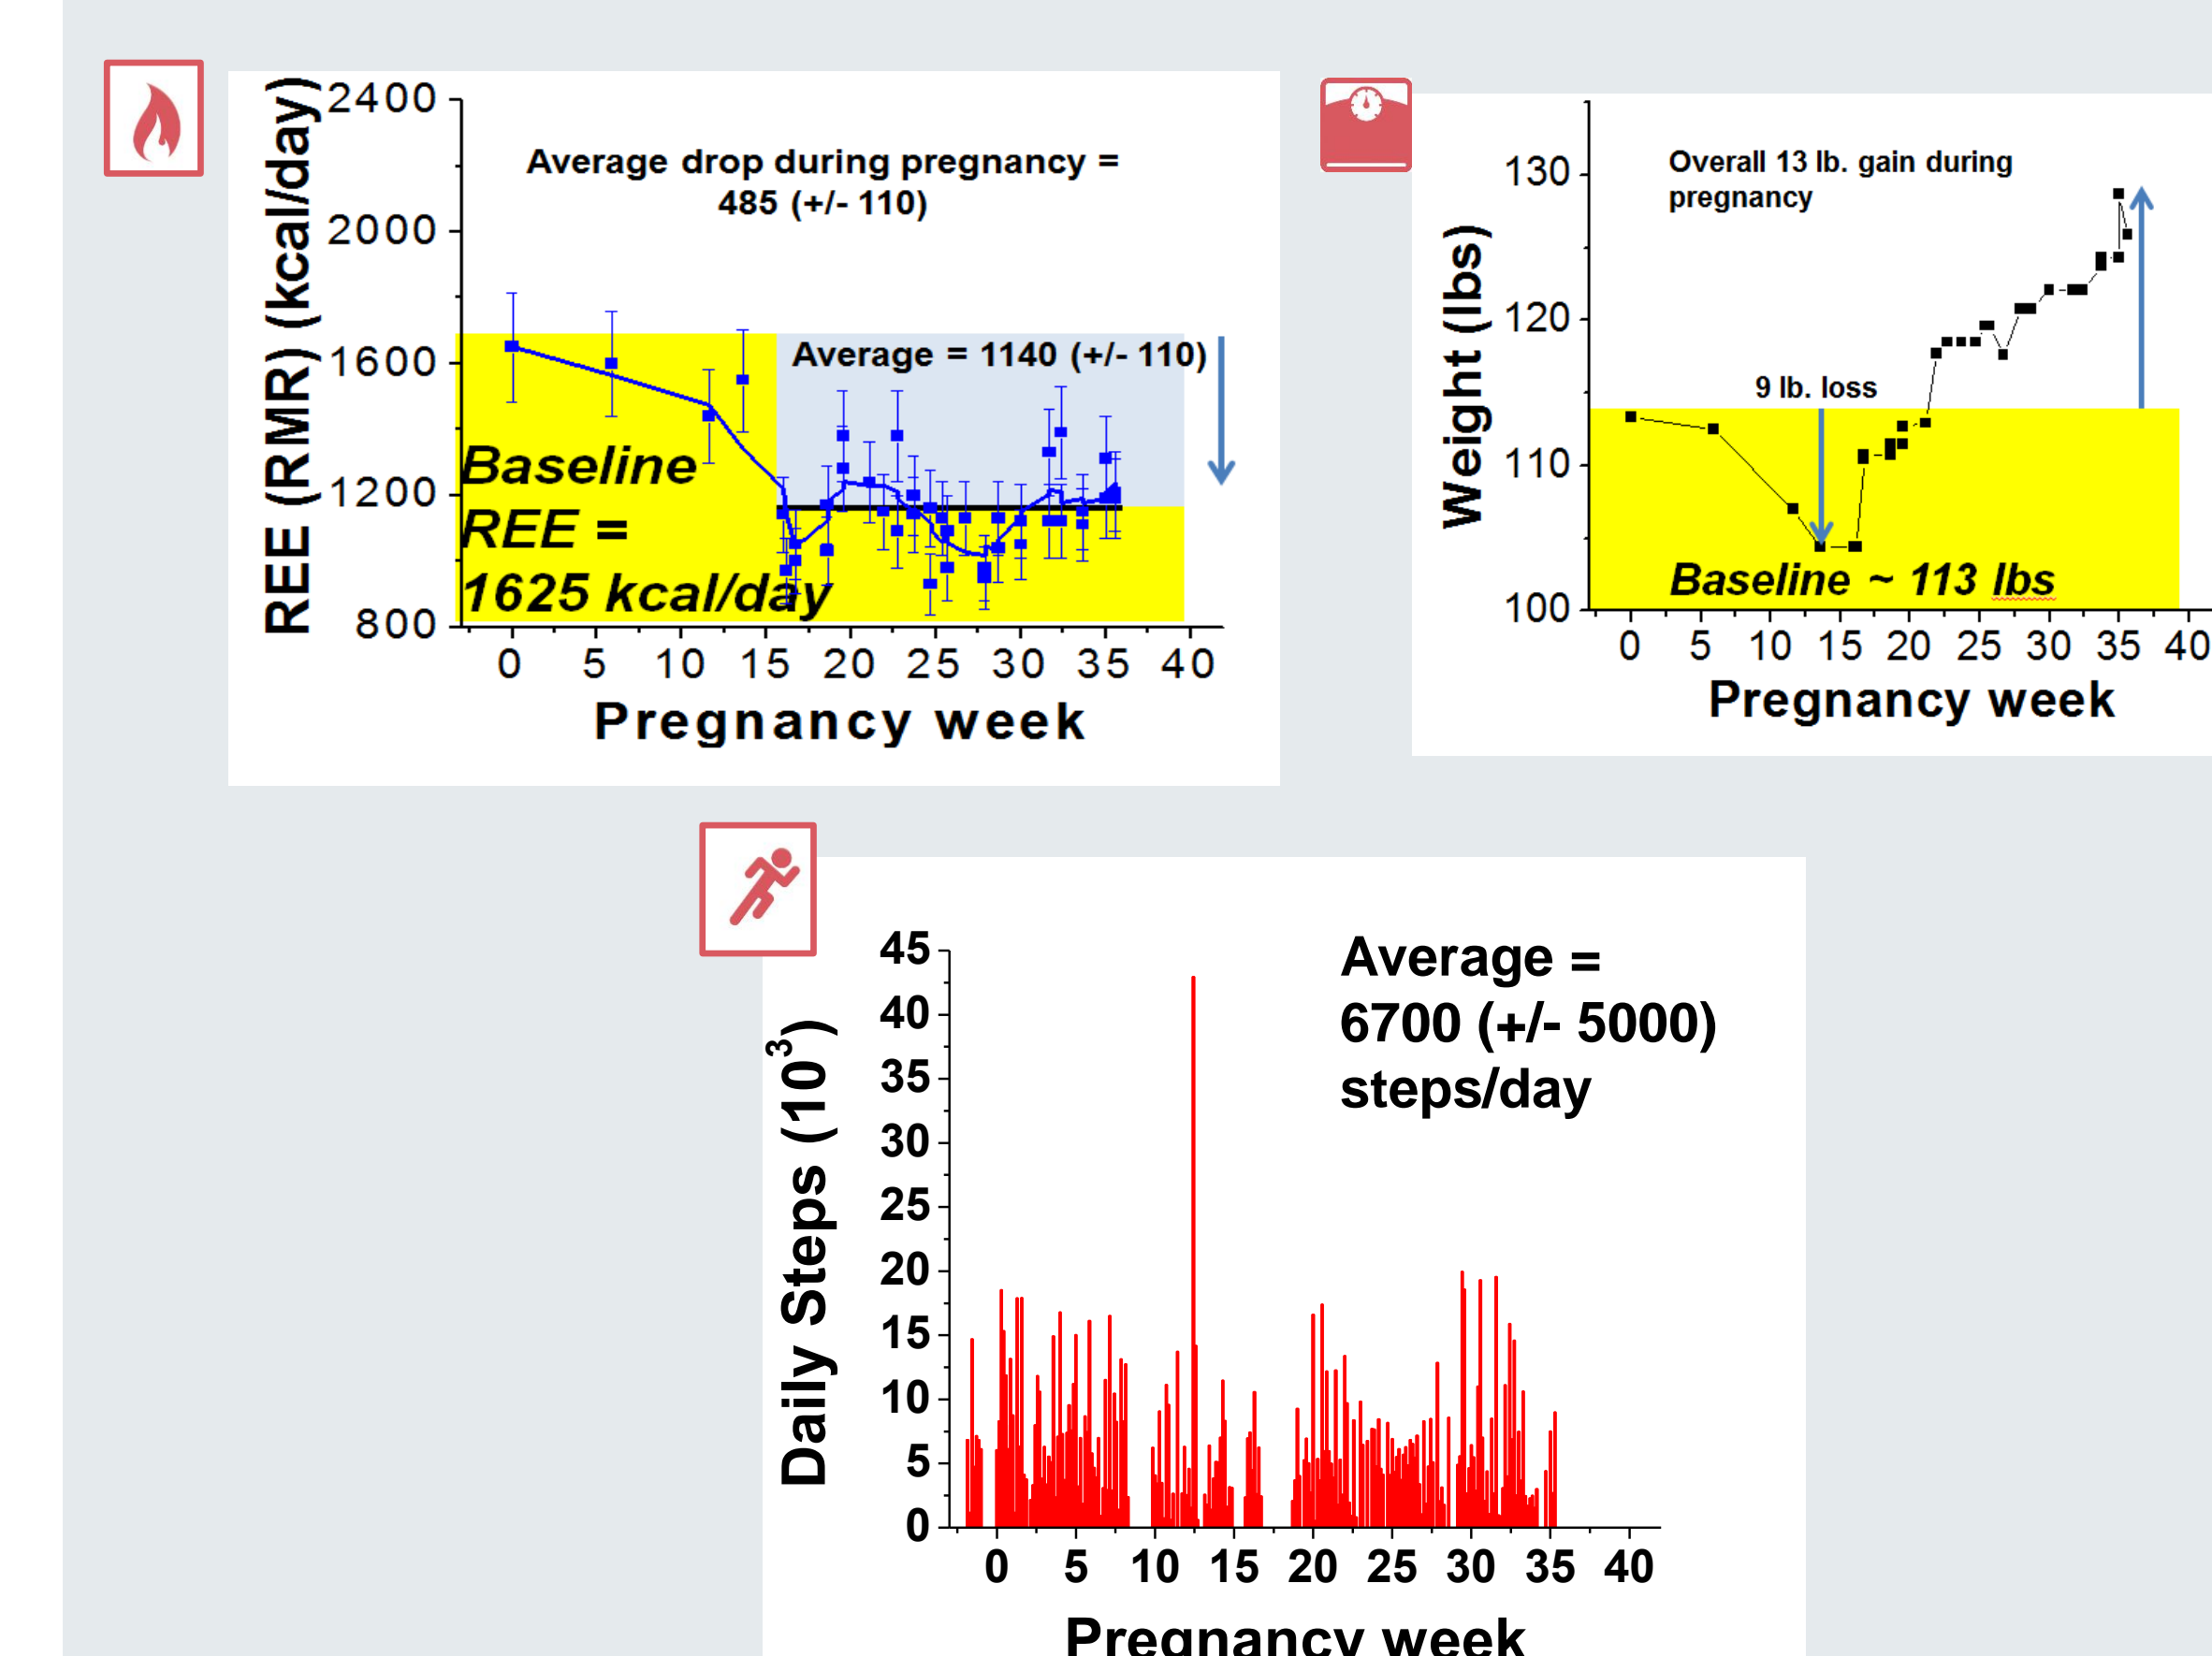 REE (RMR) (kcal/day)
2400
2000
1600
1200
800
Average drop during pregnancy =
485 (+/- 110)
Average = 1140 (+/- 110)
Baseline
REE =
1625 kcal/day
0 5 10 15 20 25 30 35 40
Pregnancy week
Weight (lbs)
130
120
110
100
Overall 13 lb. gain during
pregnancy
9 lb. loss
Baseline ~ 113 lbs
0 5 10 15 20 25 30 35 40
Pregnancy week
Daily Steps (10³)
45
40
35
30
25
20
15
10
5
0
Average =
6700 (+/- 5000)
steps/day
0 5 10 15 20 25 30 35 40
Pregnancy week